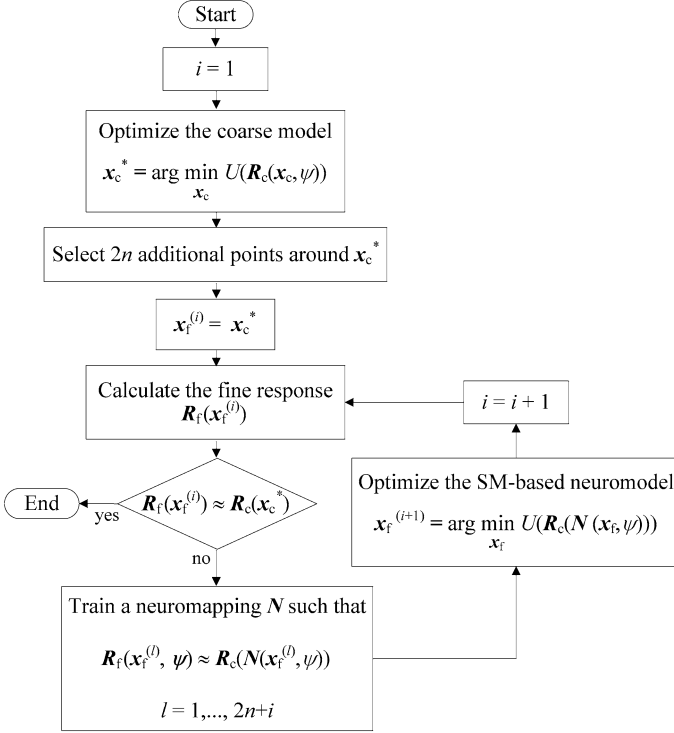 Start
i = 1
Optimize the coarse model
x_c^* = arg min U(R_c(x_c, ψ))
x_c
Select 2n additional points around x_c^*
x_f^(i) = x_c^*
Calculate the fine response
R_f(x_f^(i))
i = i + 1
R_f(x_f^(i)) ≈ R_c(x_c^*)
End
yes
no
Optimize the SM-based neuromodel
x_f^(i+1) = arg min U(R_c(N(x_f, ψ)))
x_f
Train a neuromapping N such that
R_f(x_f^(l), ψ) ≈ R_c(N(x_f^(l), ψ))
l = 1,..., 2n+i